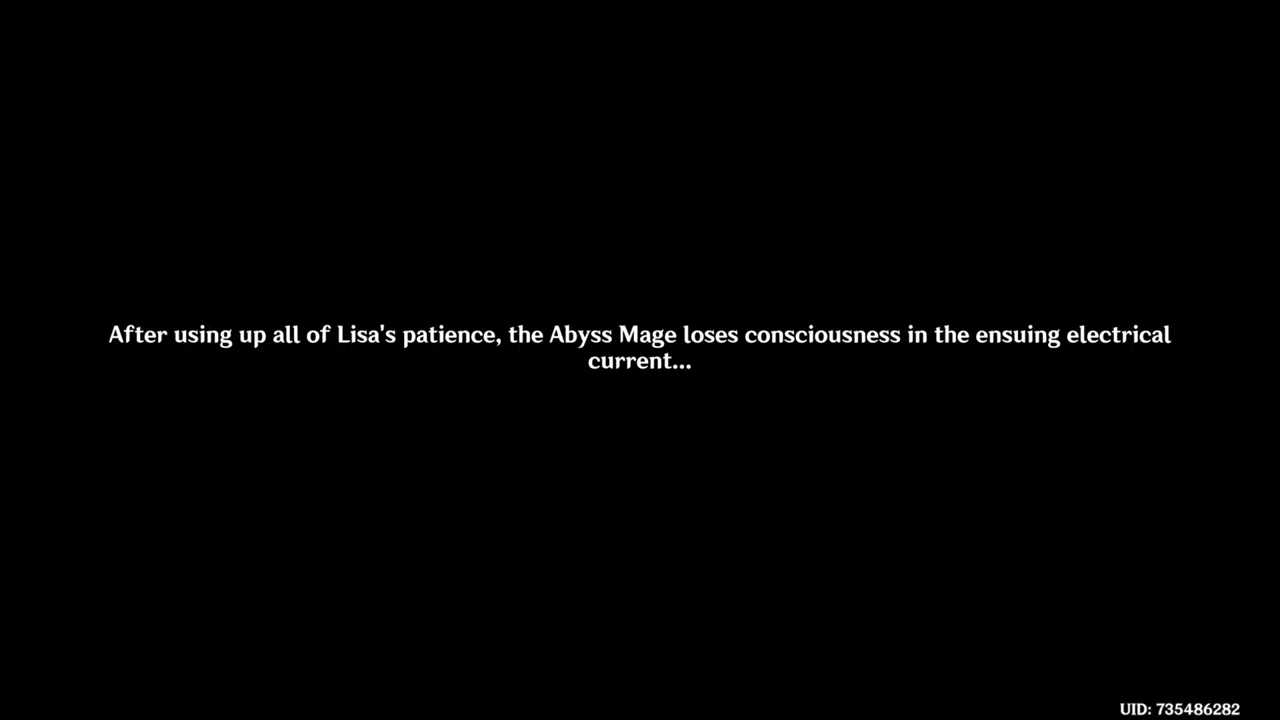 After using up all of Lisa's patience, the Abyss Mage loses consciousness in the ensuing electrical
current...
UID: 735486282